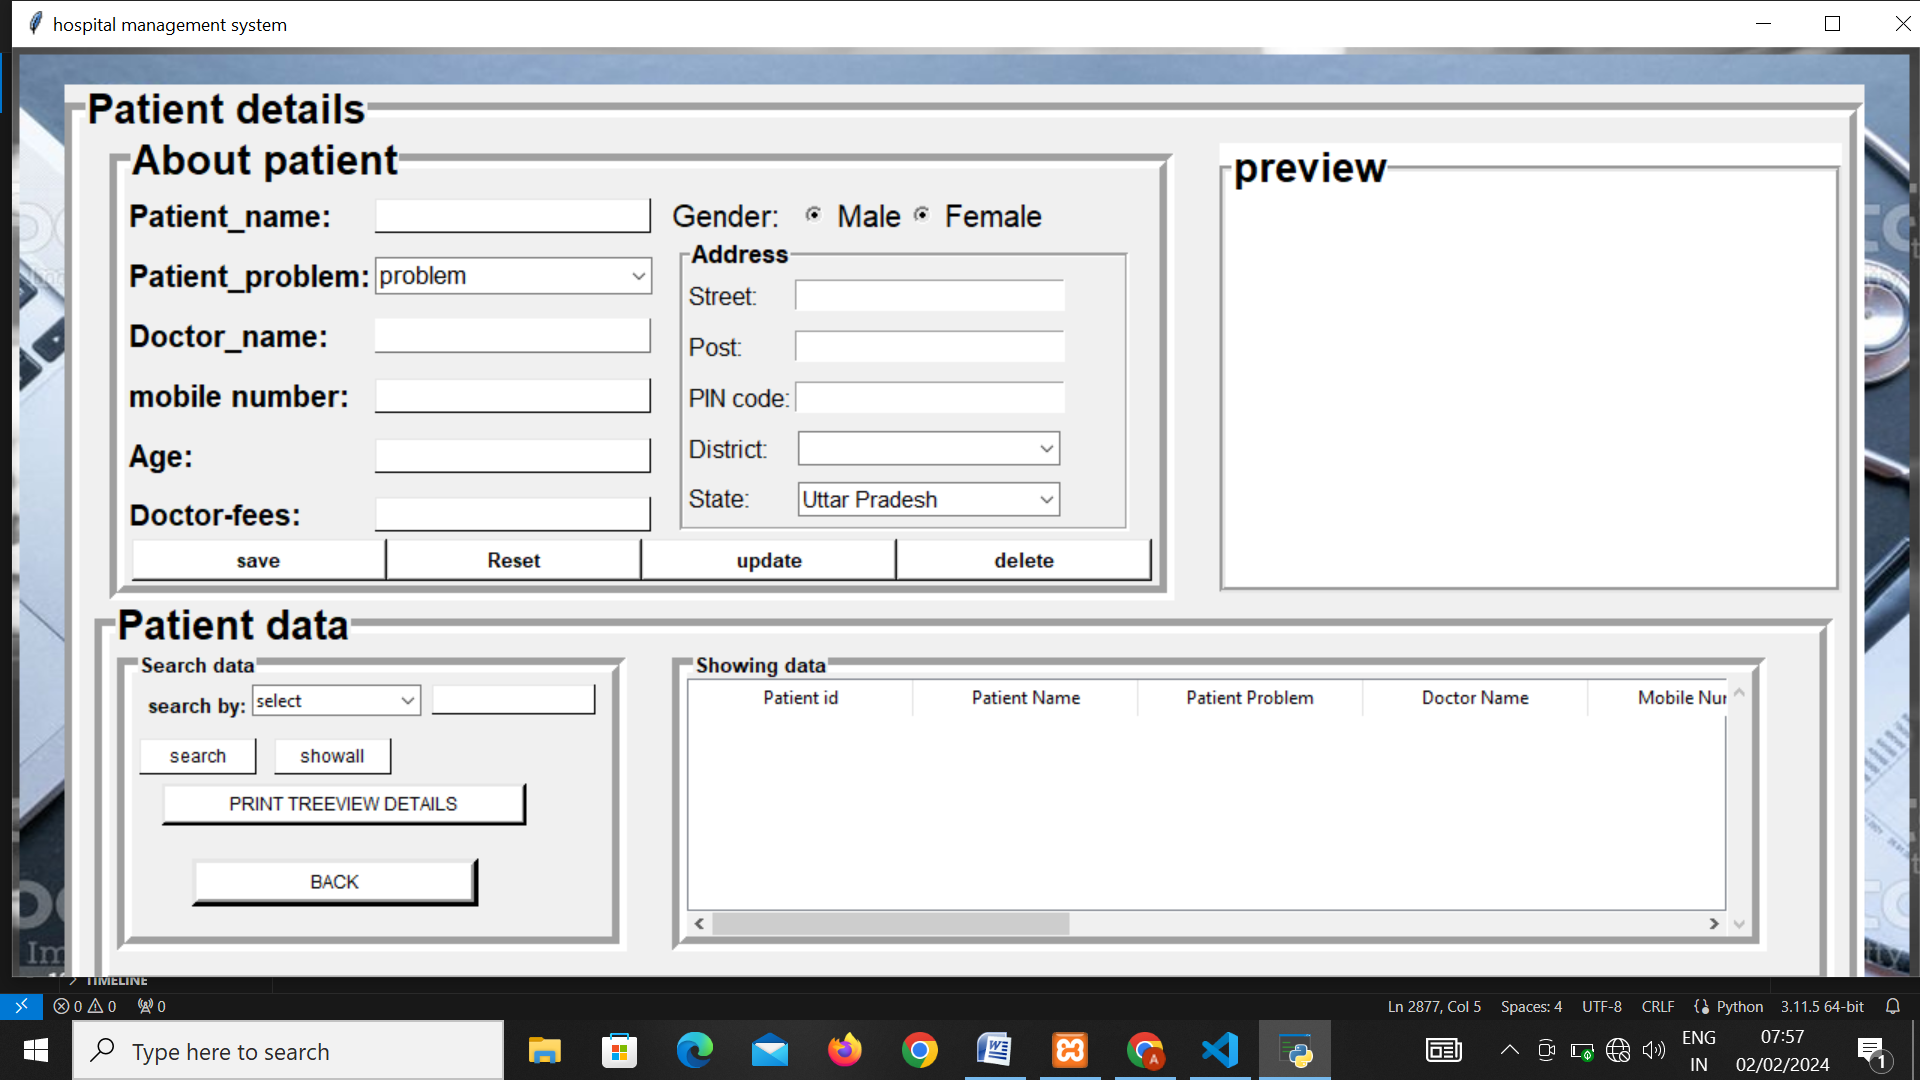 hospital management system
Patient details
About patient
preview
Patient_name:
Gender: Male Female
Patient_problem: problem
Address
Street:
Doctor_name:
Post:
mobile number:
PIN code:
Age:
District:
Doctor-fees:
State: Uttar Pradesh
save Reset update delete
Patient data
Search data
search by: select
search showall
PRINT TREEVIEW DETAILS
BACK
Showing data
Patient id Patient Name Patient Problem Doctor Name Mobile Nur
TIMELINE
0 0 0
Ln 2877, Col 5 Spaces: 4 UTF-8 CRLF Python 3.11.5 64-bit
Type here to search
A
ENG
IN
07:57
02/02/2024
1